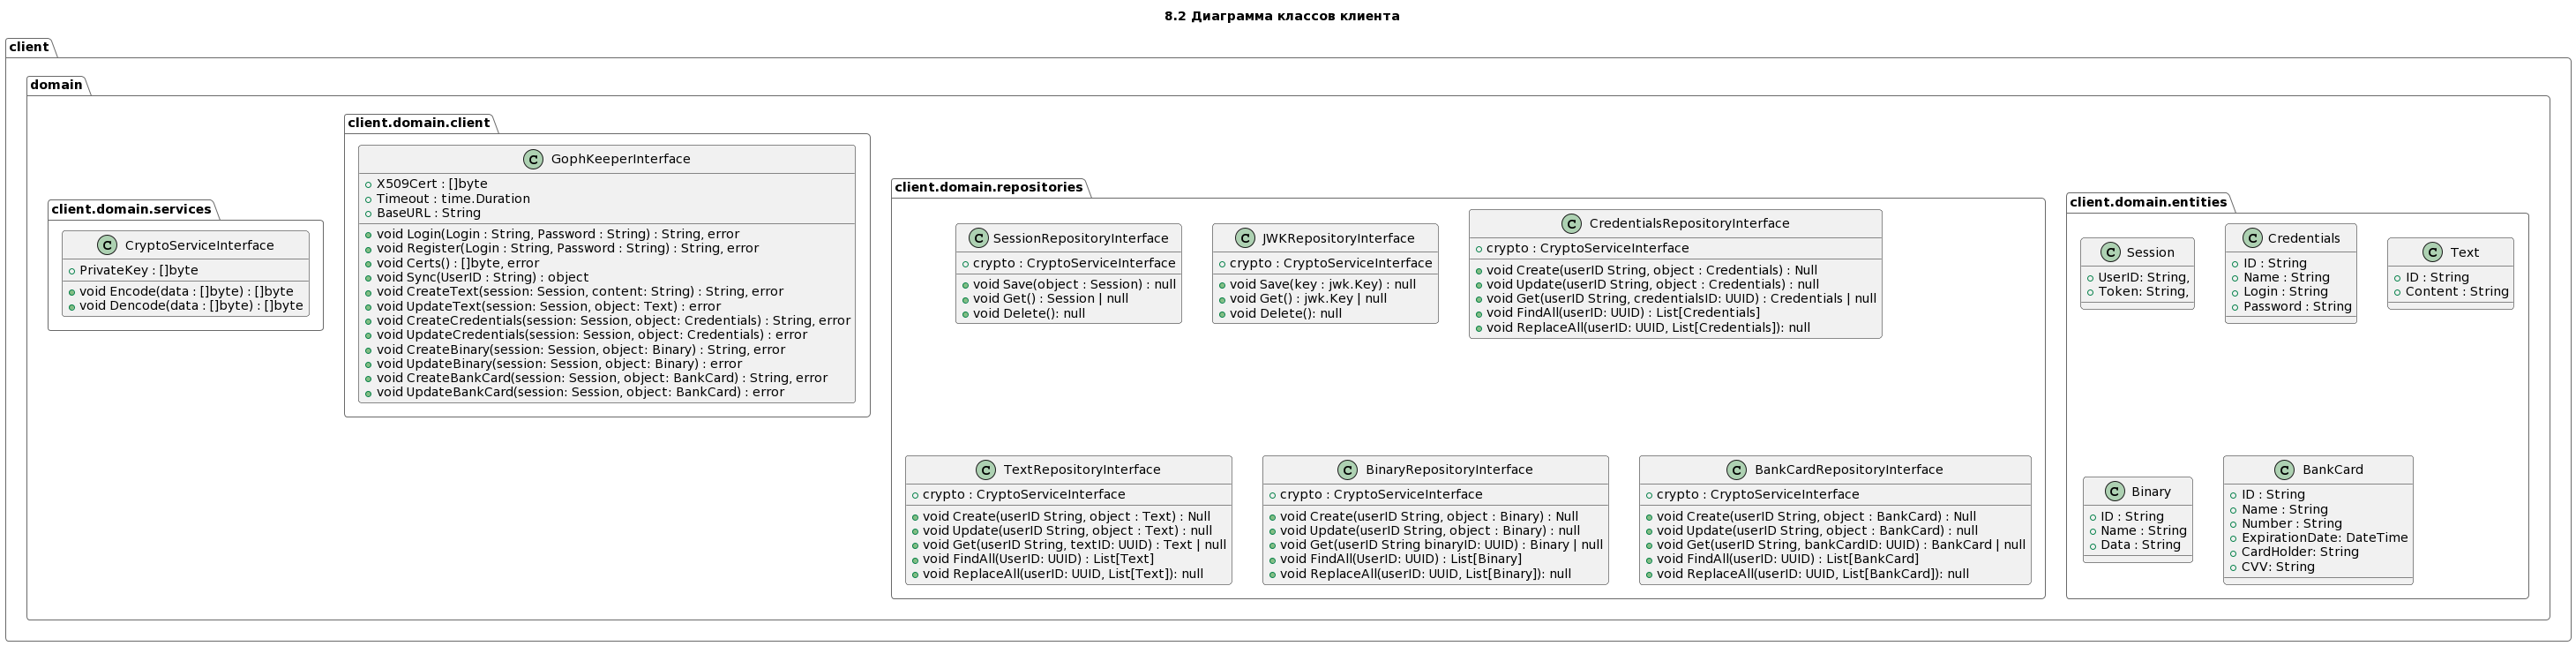 8.2 Диаграмма классов клиента
client
domain
client.domain.services
CryptoServiceInterface
PrivateKey : []byte
void Encode(data : []byte) : []byte
void Dencode(data : []byte) : []byte
client.domain.client
GophKeeperInterface
X509Cert : []byte
Timeout : time.Duration
BaseURL : String
void Login(Login : String, Password : String) : String, error
void Register(Login : String, Password : String) : String, error
void Certs() : []byte, error
void Sync(UserID : String) : object
void CreateText(session: Session, content: String) : String, error
void UpdateText(session: Session, object: Text) : error
void CreateCredentials(session: Session, object: Credentials) : String, error
void UpdateCredentials(session: Session, object: Credentials) : error
void CreateBinary(session: Session, object: Binary) : String, error
void UpdateBinary(session: Session, object: Binary) : error
void CreateBankCard(session: Session, object: BankCard) : String, error
void UpdateBankCard(session: Session, object: BankCard) : error
client.domain.repositories
SessionRepositoryInterface
crypto : CryptoServiceInterface
void Save(object : Session) : null
void Get() : Session | null
void Delete(): null
JWKRepositoryInterface
crypto : CryptoServiceInterface
void Save(key : jwk.Key) : null
void Get() : jwk.Key | null
void Delete(): null
CredentialsRepositoryInterface
crypto : CryptoServiceInterface
void Create(userID String, object : Credentials) : Null
void Update(userID String, object : Credentials) : null
void Get(userID String, credentialsID: UUID) : Credentials | null
void FindAll(userID: UUID) : List[Credentials]
void ReplaceAll(userID: UUID, List[Credentials]): null
TextRepositoryInterface
crypto : CryptoServiceInterface
void Create(userID String, object : Text) : Null
void Update(userID String, object : Text) : null
void Get(userID String, textID: UUID) : Text | null
void FindAll(UserID: UUID) : List[Text]
void ReplaceAll(userID: UUID, List[Text]): null
BinaryRepositoryInterface
crypto : CryptoServiceInterface
void Create(userID String, object : Binary) : Null
void Update(userID String, object : Binary) : null
void Get(userID String binaryID: UUID) : Binary | null
void FindAll(UserID: UUID) : List[Binary]
void ReplaceAll(userID: UUID, List[Binary]): null
BankCardRepositoryInterface
crypto : CryptoServiceInterface
void Create(userID String, object : BankCard) : Null
void Update(userID String, object : BankCard) : null
void Get(userID String, bankCardID: UUID) : BankCard | null
void FindAll(UserID: UUID) : List[BankCard]
void ReplaceAll(userID: UUID, List[BankCard]): null
client.domain.entities
Session
UserID: String,
Token: String,
Credentials
ID : String
Name : String
Login : String
Password : String
Text
ID : String
Content : String
Binary
ID : String
Name : String
Data : String
BankCard
ID : String
Name : String
Number : String
ExpirationDate: DateTime
CardHolder: String
CVV: String